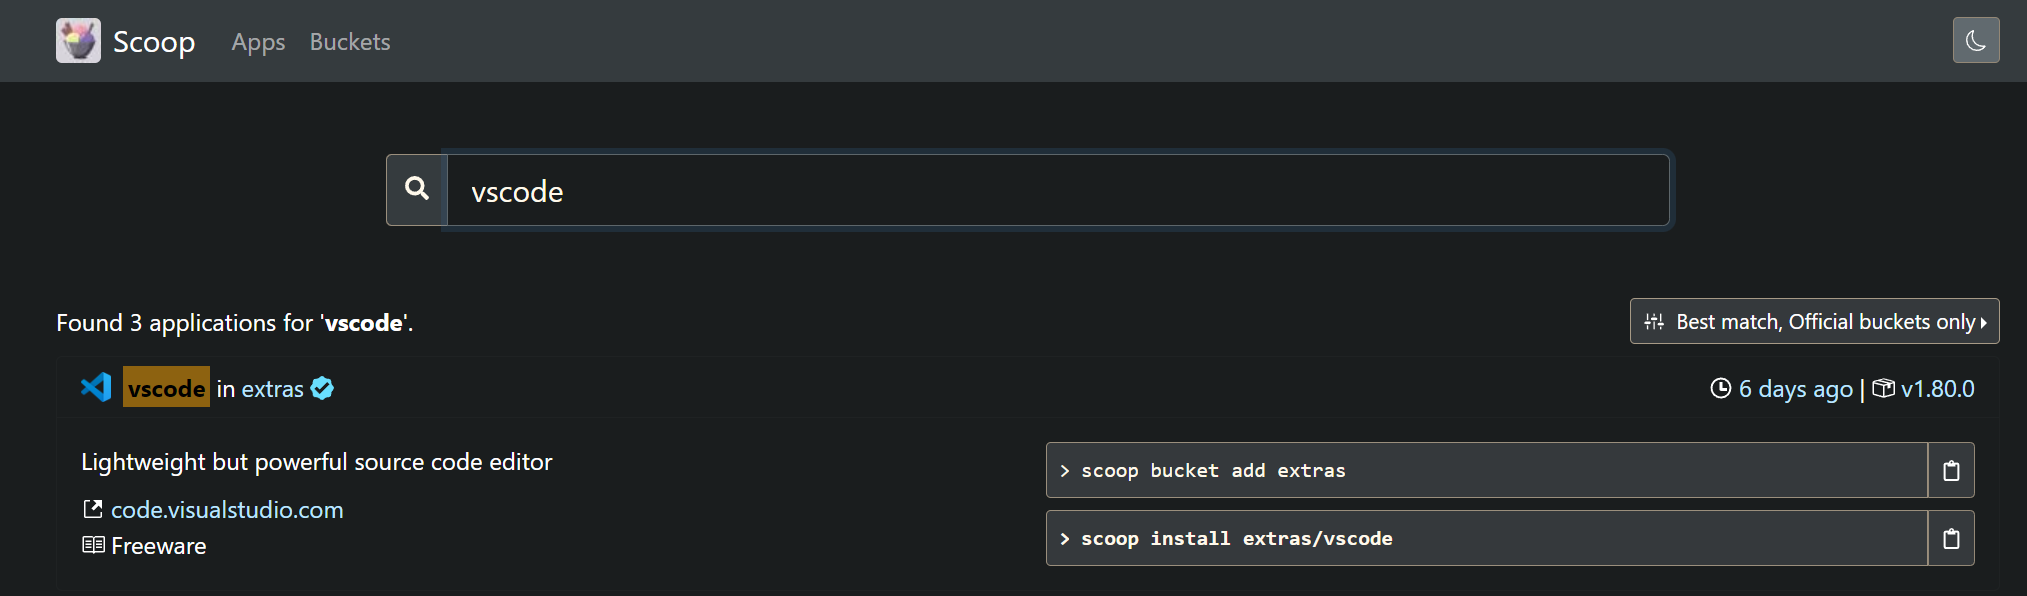 Scoop Apps Buckets
vscode
Found 3 applications for 'vscode'.
Best match, Official buckets only
vscode in extras
6 days ago | v1.80.0
Lightweight but powerful source code editor
code.visualstudio.com
Freeware
> scoop bucket add extras
> scoop install extras/vscode